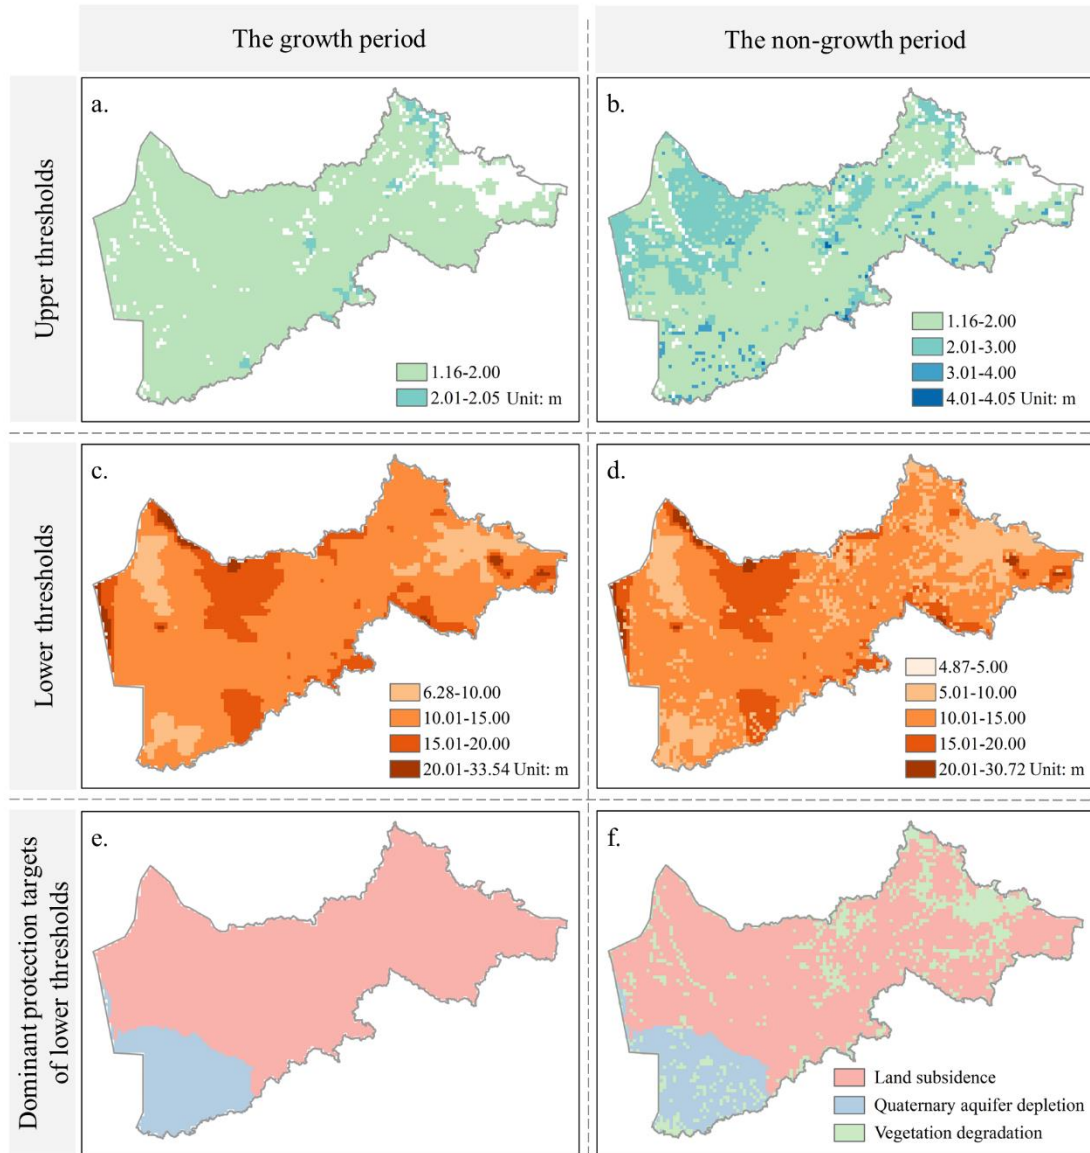 The growth period
The non-growth period
Upper thresholds
a.
1.16-2.00
2.01-2.05 Unit: m
b.
1.16-2.00
2.01-3.00
3.01-4.00
4.01-4.05 Unit: m
Lower thresholds
c.
6.28-10.00
10.01-15.00
15.01-20.00
20.01-33.54 Unit: m
d.
4.87-5.00
5.01-10.00
10.01-15.00
15.01-20.00
20.01-30.72 Unit: m
Dominant protection targets
of lower thresholds
e.
f.
Land subsidence
Quaternary aquifer depletion
Vegetation degradation